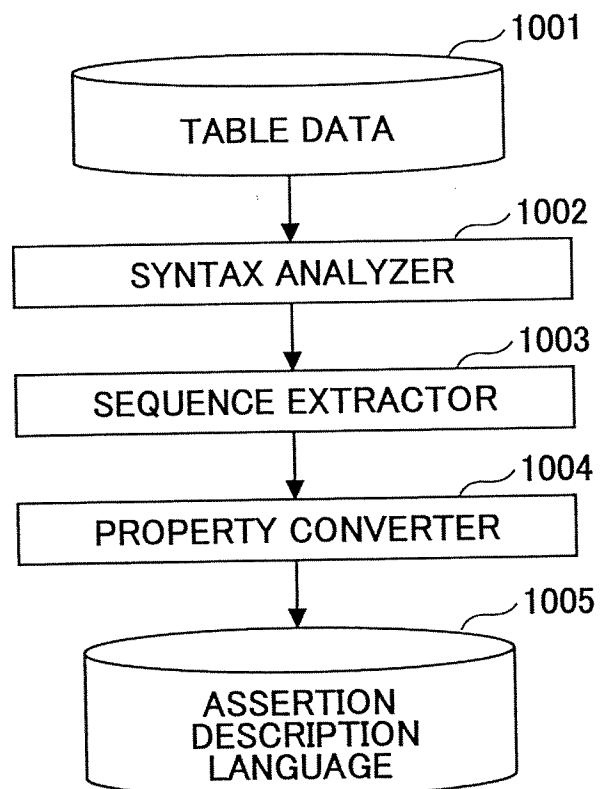 1001
TABLE DATA
1002
SYNTAX ANALYZER
1003
SEQUENCE EXTRACTOR
1004
PROPERTY CONVERTER
1005
ASSERTION
DESCRIPTION
LANGUAGE